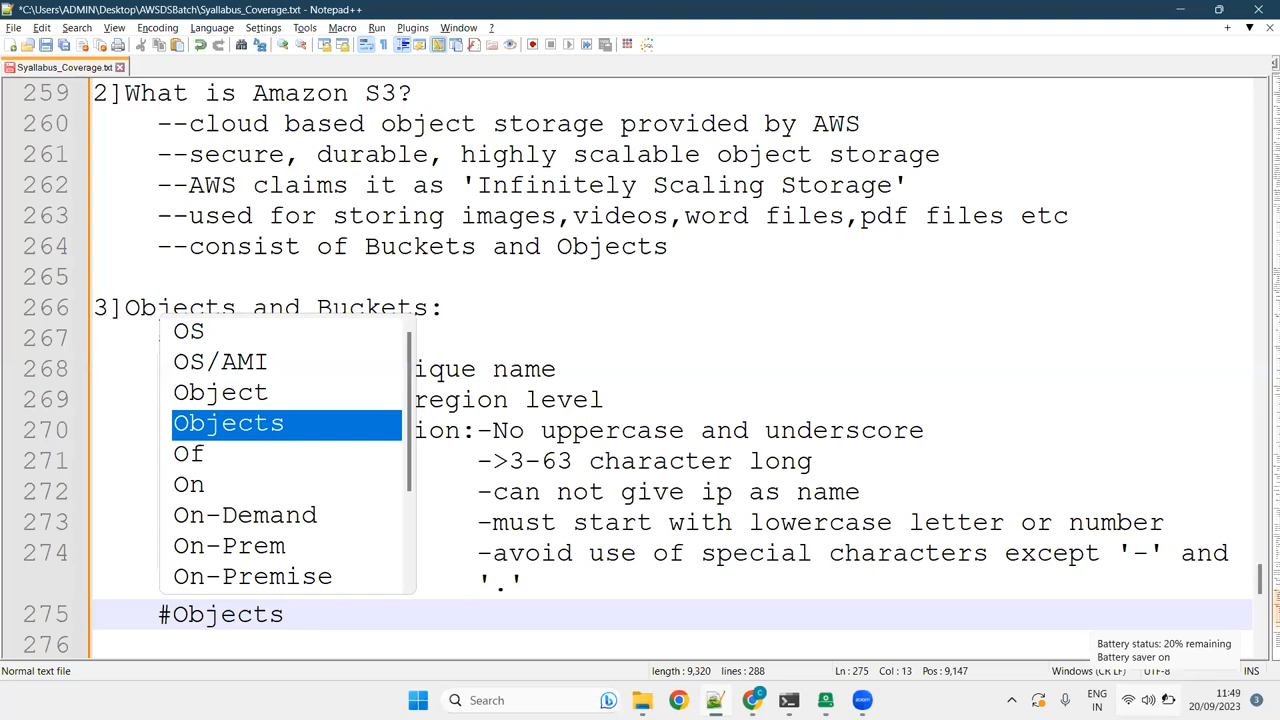 *C:\Users\ADMIN\Desktop\AWSDSBatch\Syallabus_Coverage.txt - Notepad++
File Edit Search View Encoding Language Settings Tools Macro Run Plugins Window ?
Syallabus_Coverage.txt
259 2]What is Amazon S3?
260 --cloud based object storage provided by AWS
261 --secure, durable, highly scalable object storage
262 --AWS claims it as 'Infinitely Scaling Storage'
263 --used for storing images,videos,word files,pdf files etc
264 --consist of Buckets and Objects
265
266 3]Objects and Buckets:
267
268 ique name
269 region level
270 ion:-No uppercase and underscore
271 ->3-63 character long
272 -can not give ip as name
273 -must start with lowercase letter or number
274 -avoid use of special characters except '-' and
'.'
275 #Objects
276
OS
OS/AMI
Object
Objects
Of
On
On-Demand
On-Prem
On-Premise
Battery status: 20% remaining
Battery saver on
Normal text file length : 9,320 lines : 288 Ln : 275 Col : 13 Pos : 9,147 Windows (CR LF) UTF-8 INS
Search
ENG
IN
11:49
20/09/2023
3